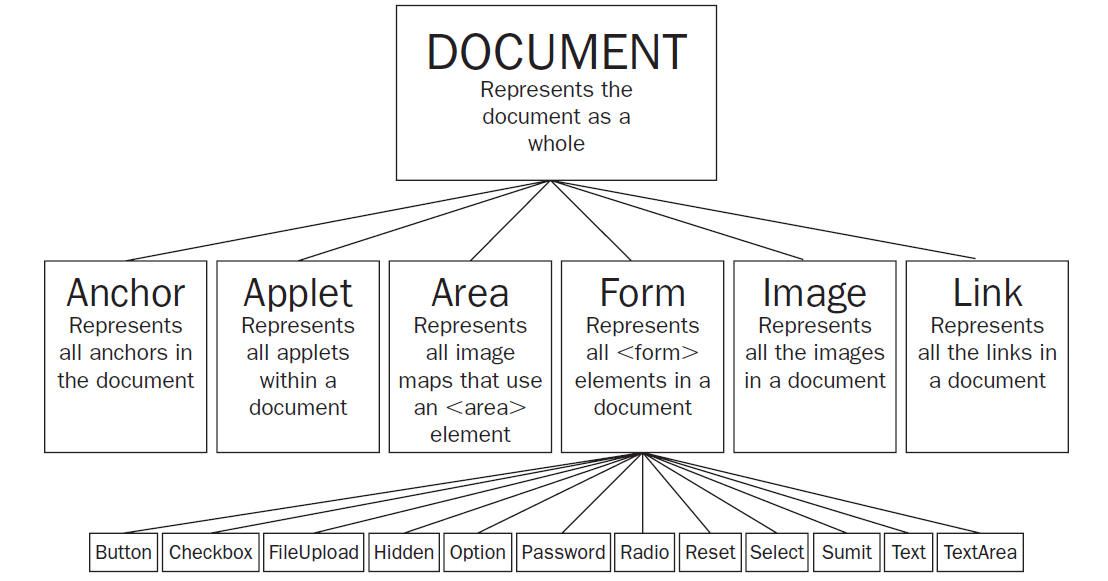 DOCUMENT
Represents the
document as a
whole
Anchor
Represents
all anchors in
the document
Applet
Represents
all applets
within a
document
Area
Represents
all image
maps that use
an <area>
element
Form
Represents
all <form>
elements in a
document
Image
Represents
all the images
in a document
Link
Represents
all the links in
a document
Button
Checkbox
FileUpload
Hidden
Option
Password
Radio
Reset
Select
Sumit
Text
TextArea